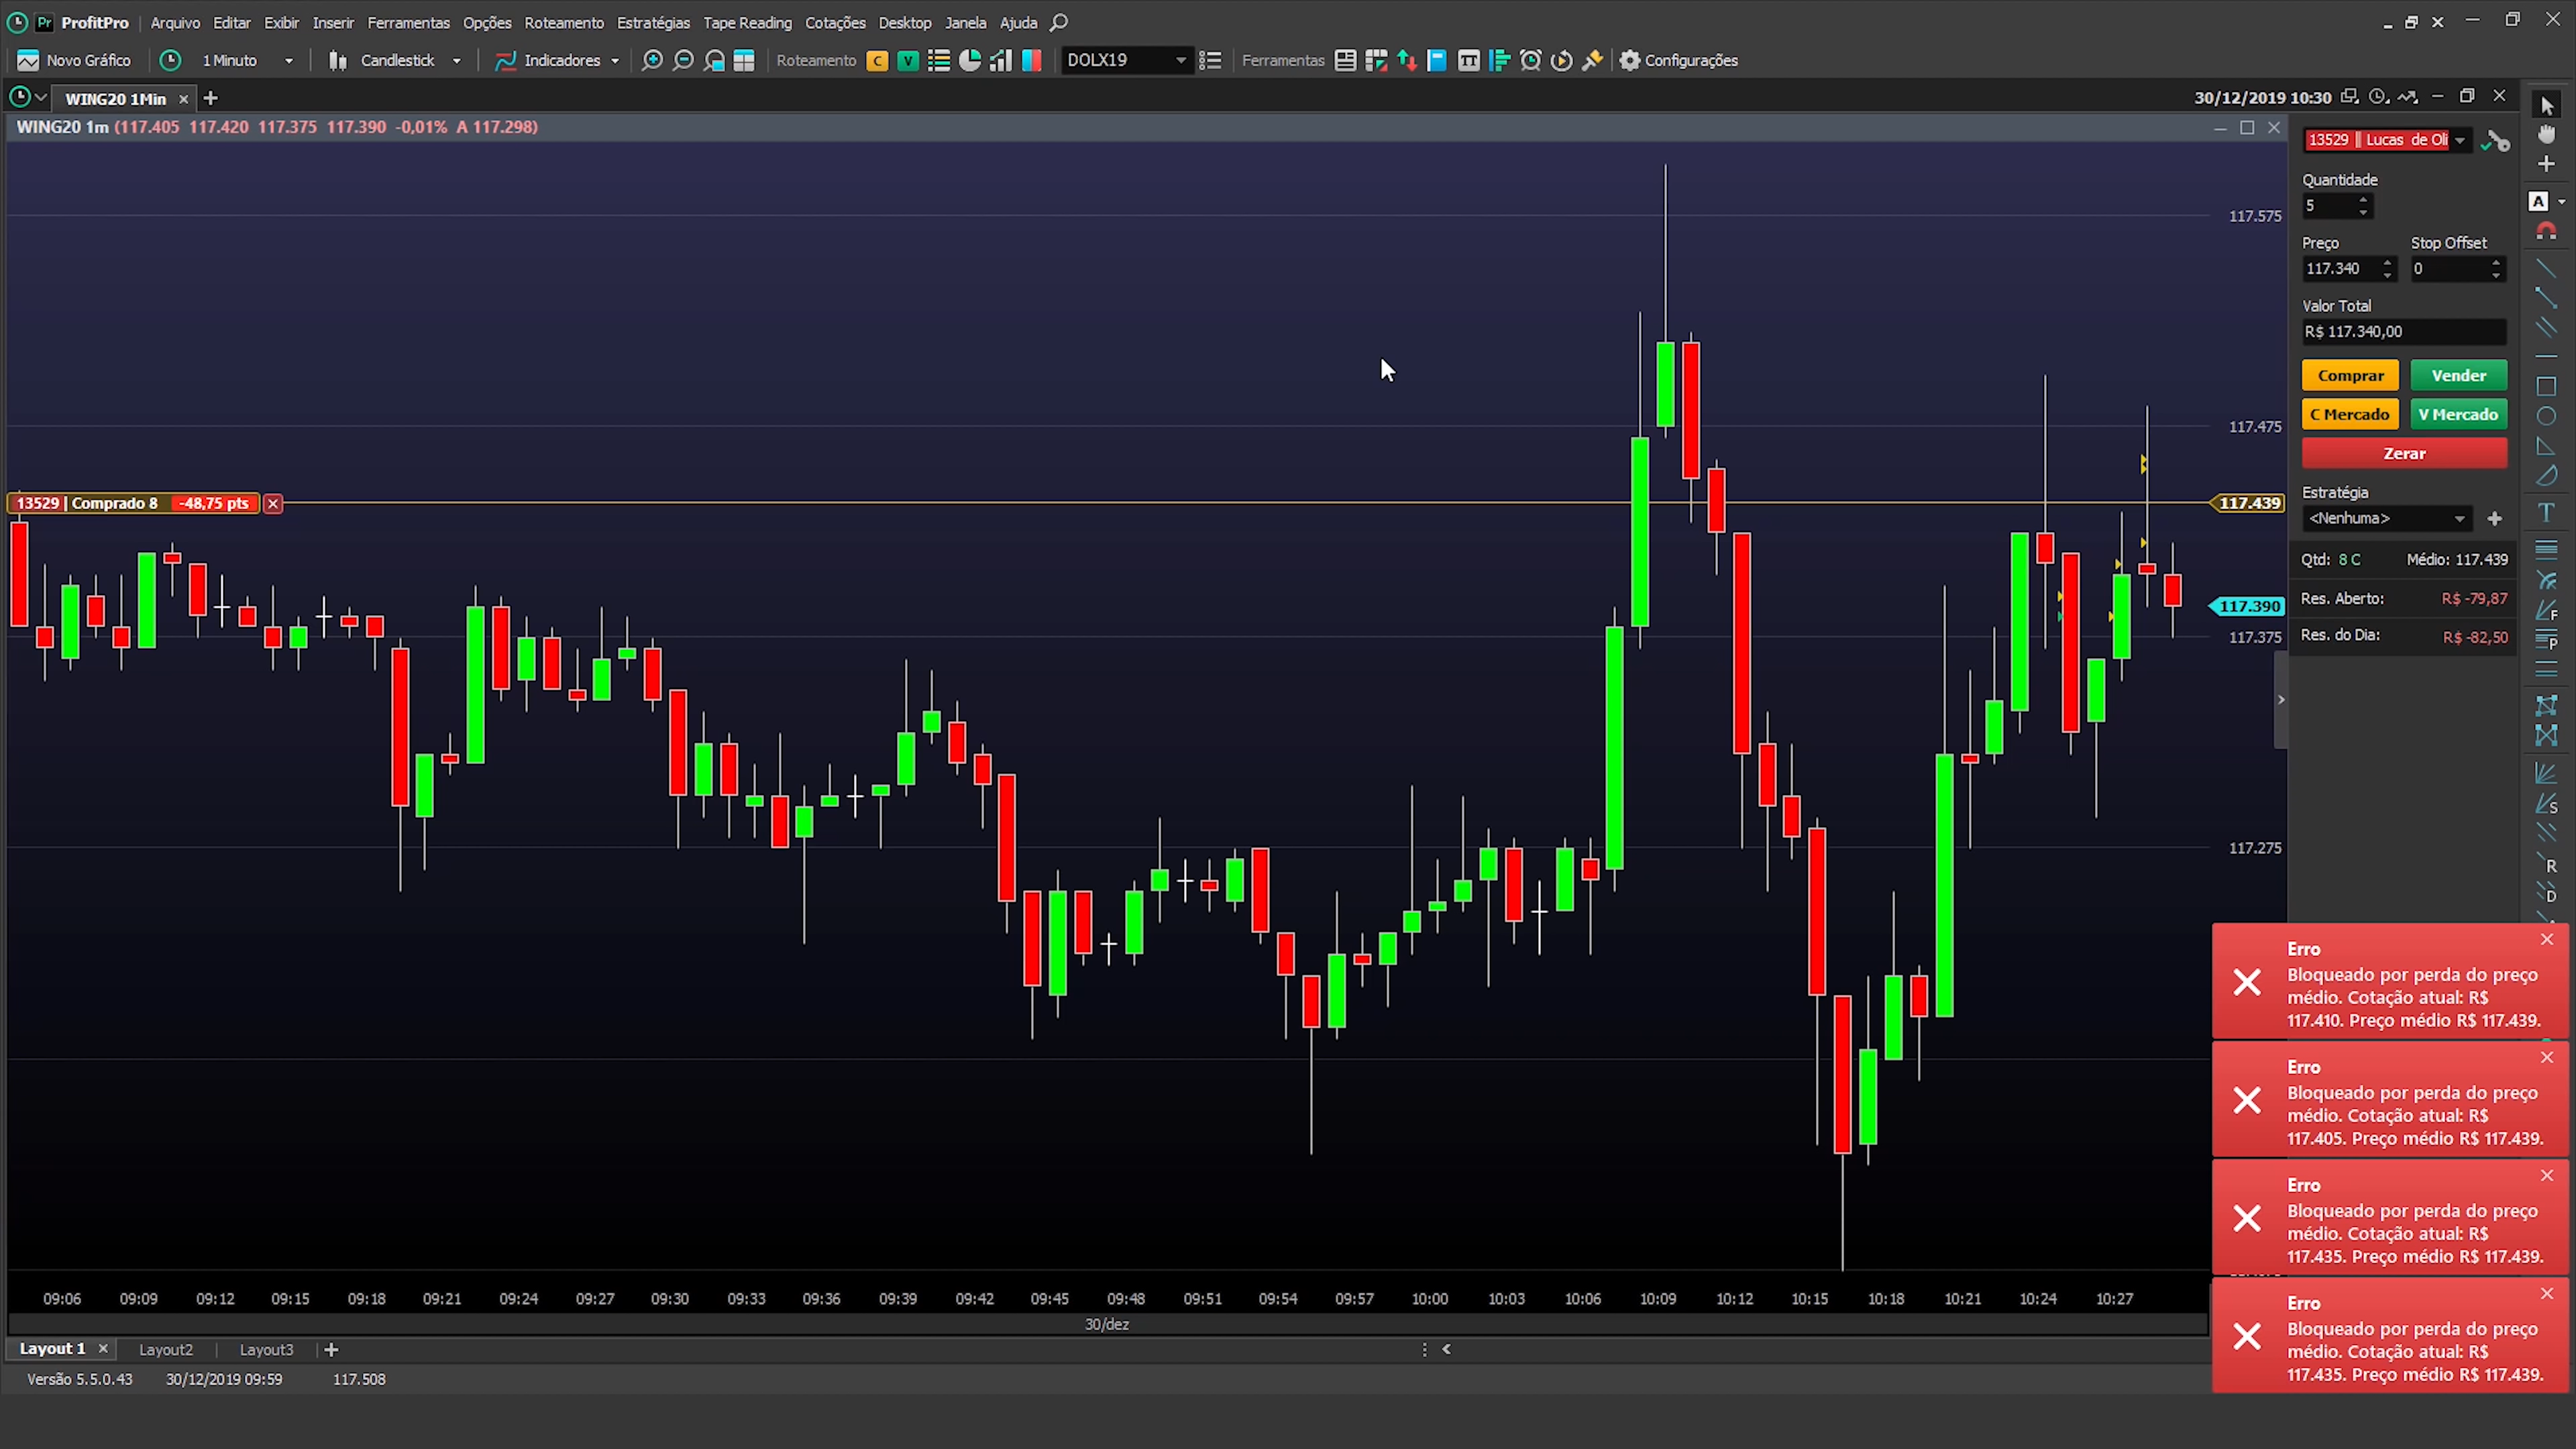 Pr ProfitPro Arquivo Editar Exibir Inserir Ferramentas Opções Roteamento Estratégias Tape Reading Cotações Desktop Janela Ajuda
Novo Gráfico 1 Minuto Candlestick Indicadores Roteamento C V DOLX19 Ferramentas TT Configurações
WING20 1Min 30/12/2019 10:30
WING20 1m (117.405 117.420 117.375 117.390 -0,01% A 117.298)
13529 | Lucas de Oli
Quantidade
5
Preço Stop Offset
117.340 0
Valor Total
R$ 117.340,00
Comprar Vender
C Mercado V Mercado
Zerar
Estratégia
<Nenhuma>
Qtd: 8 C Médio: 117.439
Res. Aberto: R$ -79,87
Res. do Dia: R$ -82,50
A
T
F
P
S
R
D
117.575
117.475
13529 | Comprado 8 -48,75 pts
117.439
117.390
117.375
117.275
Erro
Bloqueado por perda do preço
médio. Cotação atual: R$
117.410. Preço médio R$ 117.439.
Erro
Bloqueado por perda do preço
médio. Cotação atual: R$
117.405. Preço médio R$ 117.439.
Erro
Bloqueado por perda do preço
médio. Cotação atual: R$
117.435. Preço médio R$ 117.439.
Erro
Bloqueado por perda do preço
médio. Cotação atual: R$
117.435. Preço médio R$ 117.439.
09:06 09:09 09:12 09:15 09:18 09:21 09:24 09:27 09:30 09:33 09:36 09:39 09:42 09:45 09:48 09:51 09:54 09:57 10:00 10:03 10:06 10:09 10:12 10:15 10:18 10:21 10:24 10:27
30/dez
Layout 1 Layout2 Layout3
Versão 5.5.0.43 30/12/2019 09:59 117.508